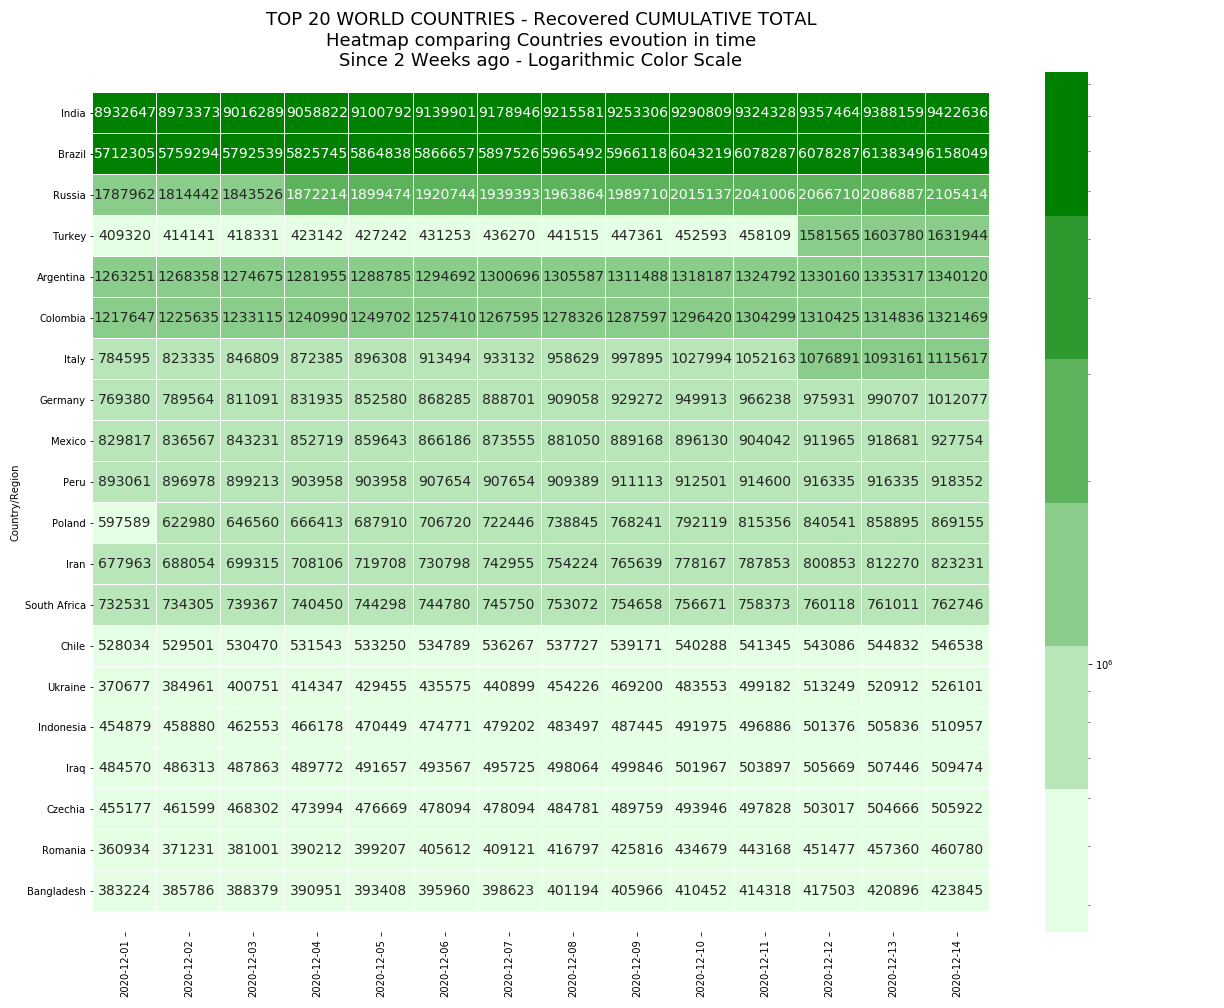 TOP 20 WORLD COUNTRIES - Recovered CUMULATIVE TOTAL
Heatmap comparing Countries evoution in time
Since 2 Weeks ago - Logarithmic Color Scale
Country/Region
India 8932647 8973373 9016289 9058822 9100792 9139901 9178946 9215581 9253306 9290809 9324328 9357464 9388159 9422636
Brazil 5712305 5759294 5792539 5825745 5864838 5866657 5897526 5965492 5966118 6043219 6078287 6078287 6138349 6158049
Russia 1787962 1814442 1843526 1872214 1899474 1920744 1939393 1963864 1989710 2015137 2041006 2066710 2086887 2105414
Turkey 409320 414141 418331 423142 427242 431253 436270 441515 447361 452593 458109 1581565 1603780 1631944
Argentina 1263251 1268358 1274675 1281955 1288785 1294692 1300696 1305587 1311488 1318187 1324792 1330160 1335317 1340120
Colombia 1217647 1225635 1233115 1240990 1249702 1257410 1267595 1278326 1287597 1296420 1304299 1310425 1314836 1321469
Italy 784595 823335 846809 872385 896308 913494 933132 958629 997895 1027994 1052163 1076891 1093161 1115617
Germany 769380 789564 811091 831935 852580 868285 888701 909058 929272 949913 966238 975931 990707 1012077
Mexico 829817 836567 843231 852719 859643 866186 873555 881050 889168 896130 904042 911965 918681 927754
Peru 893061 896978 899213 903958 903958 907654 907654 909389 911113 912501 914600 916335 916335 918352
Poland 597589 622980 646560 666413 687910 706720 722446 738845 768241 792119 815356 840541 858895 869155
Iran 677963 688054 699315 708106 719708 730798 742955 754224 765639 778167 787853 800853 812270 823231
South Africa 732531 734305 739367 740450 744298 744780 745750 753072 754658 756671 758373 760118 761011 762746
Chile 528034 529501 530470 531543 533250 534789 536267 537727 539171 540288 541345 543086 544832 546538
Ukraine 370677 384961 400751 414347 429455 435575 440899 454226 469200 483553 499182 513249 520912 526101
Indonesia 454879 458880 462553 466178 470449 474771 479202 483497 487445 491975 496886 501376 505836 510957
Iraq 484570 486313 487863 489772 491657 493567 495725 498064 499846 501967 503897 505669 507446 509474
Czechia 455177 461599 468302 473994 476669 478094 478094 484781 489759 493946 497828 503017 504666 505922
Romania 360934 371231 381001 390212 399207 405612 409121 416797 425816 434679 443168 451477 457360 460780
Bangladesh 383224 385786 388379 390951 393408 395960 398623 401194 405966 410452 414318 417503 420896 423845
2020-12-01 2020-12-02 2020-12-03 2020-12-04 2020-12-05 2020-12-06 2020-12-07 2020-12-08 2020-12-09 2020-12-10 2020-12-11 2020-12-12 2020-12-13 2020-12-14
10⁶